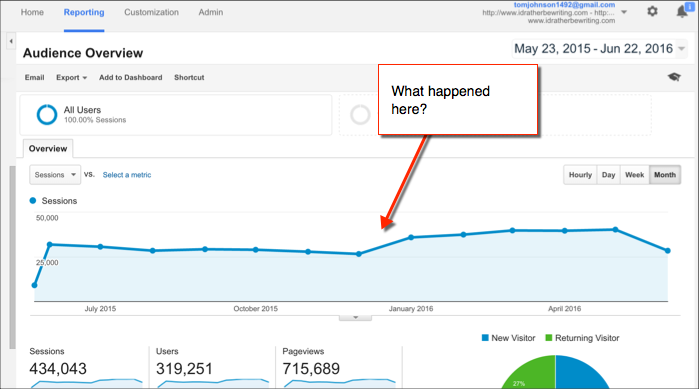 Home Reporting Customization Admin
tomjohnson1492@gmail.com
http://www.idratherbewriting.com - http:...
www.idratherbewriting.com
1
Audience Overview
May 23, 2015 - Jun 22, 2016
Email Export Add to Dashboard Shortcut
What happened
here?
All Users
100.00% Sessions
Overview
Sessions VS. Select a metric
Hourly Day Week Month
Sessions
50,000
25,000
July 2015 October 2015 January 2016 April 2016
New Visitor Returning Visitor
Sessions Users Pageviews
434,043 319,251 715,689
27%